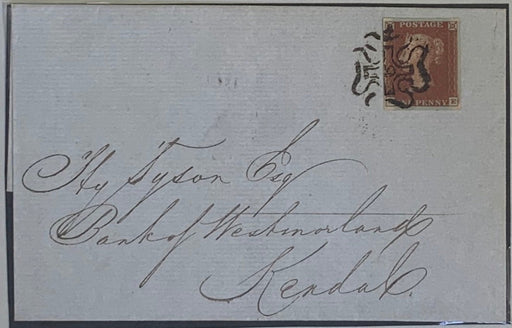 POSTAGE
PENNY
Hy Tyson Esq
Bank of Westmorland
Kendal.